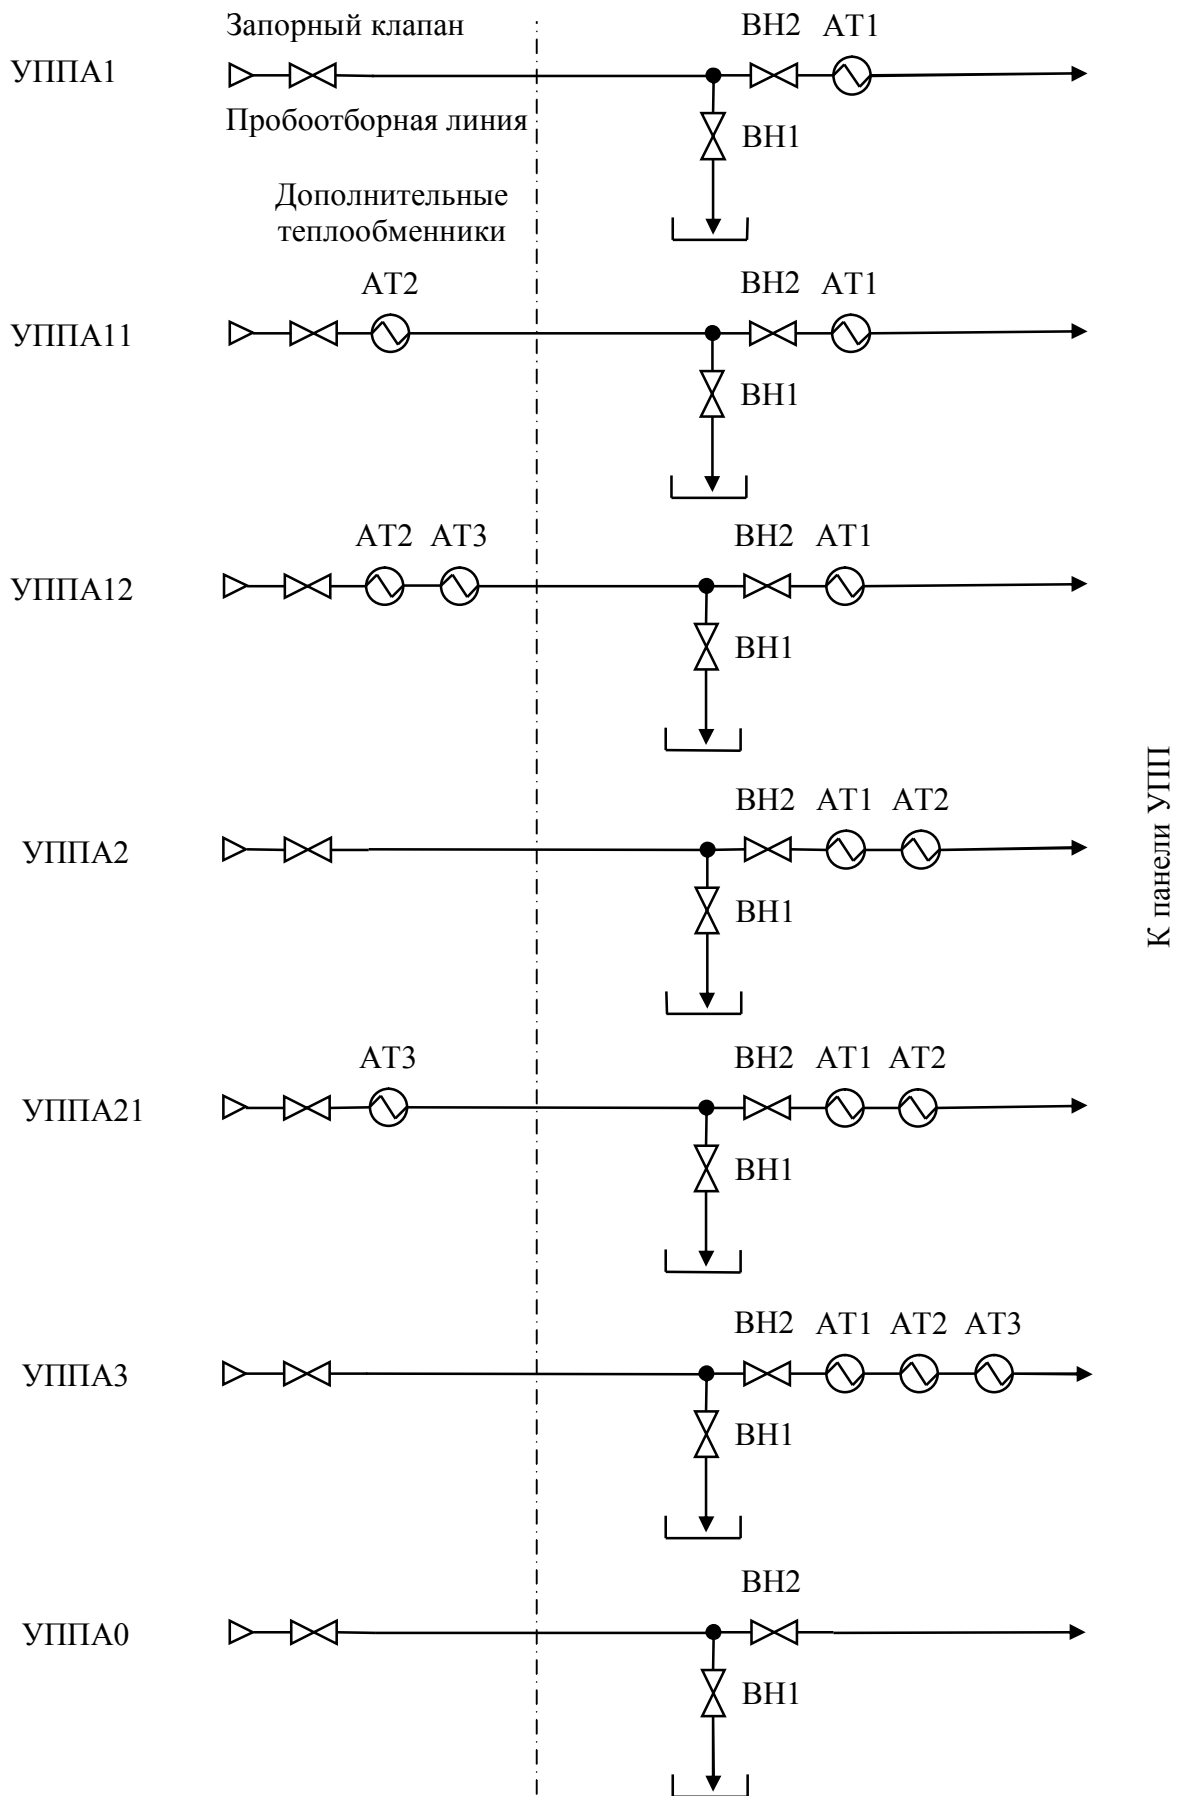 Запорный клапан
ВН2 АТ1
УППА1
Пробоотборная линия
ВН1
Дополнительные
теплообменники
АТ2
ВН2 АТ1
УППА11
ВН1
АТ2 АТ3
ВН2 АТ1
УППА12
ВН1
К панели УПП
ВН2 АТ1 АТ2
УППА2
ВН1
АТ3
ВН2 АТ1 АТ2
УППА21
ВН1
ВН2 АТ1 АТ2 АТ3
УППА3
ВН1
ВН2
УППА0
ВН1